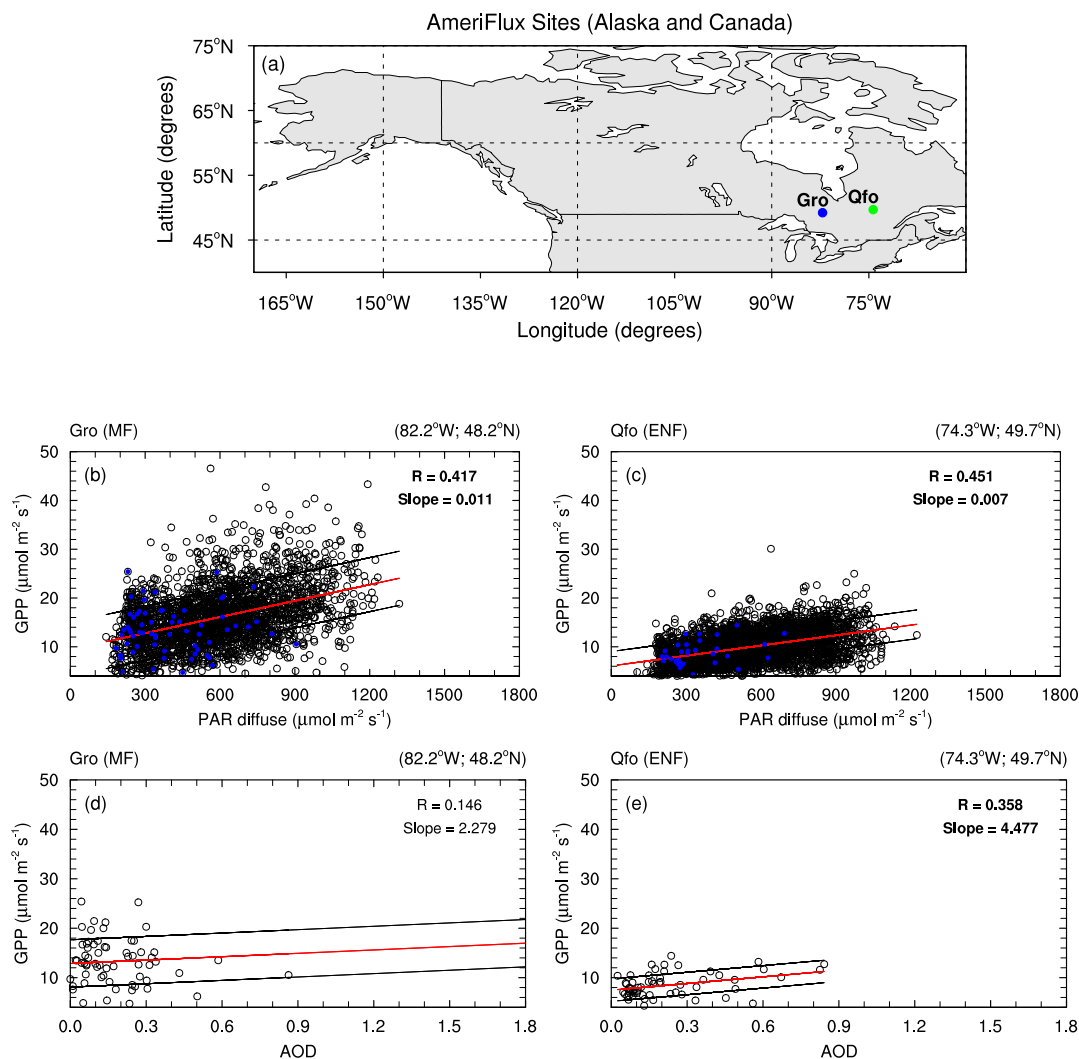 AmeriFlux Sites (Alaska and Canada)
75°N
(a)
65°N
55°N
45°N
Latitude (degrees)
Gro Qfo
165°W 150°W 135°W 120°W 105°W 90°W 75°W
Longitude (degrees)
Gro (MF) (82.2°W; 48.2°N)
50
(b)
R = 0.417
Slope = 0.011
40
30
20
10
GPP (μmol m⁻² s⁻¹)
0 300 600 900 1200 1500 1800
PAR diffuse (μmol m⁻² s⁻¹)
Qfo (ENF) (74.3°W; 49.7°N)
50
(c)
R = 0.451
Slope = 0.007
40
30
20
10
GPP (μmol m⁻² s⁻¹)
0 300 600 900 1200 1500 1800
PAR diffuse (μmol m⁻² s⁻¹)
Gro (MF) (82.2°W; 48.2°N)
50
(d)
R = 0.146
Slope = 2.279
40
30
20
10
GPP (μmol m⁻² s⁻¹)
0.0 0.3 0.6 0.9 1.2 1.5 1.8
AOD
Qfo (ENF) (74.3°W; 49.7°N)
50
(e)
R = 0.358
Slope = 4.477
40
30
20
10
GPP (μmol m⁻² s⁻¹)
0.0 0.3 0.6 0.9 1.2 1.5 1.8
AOD